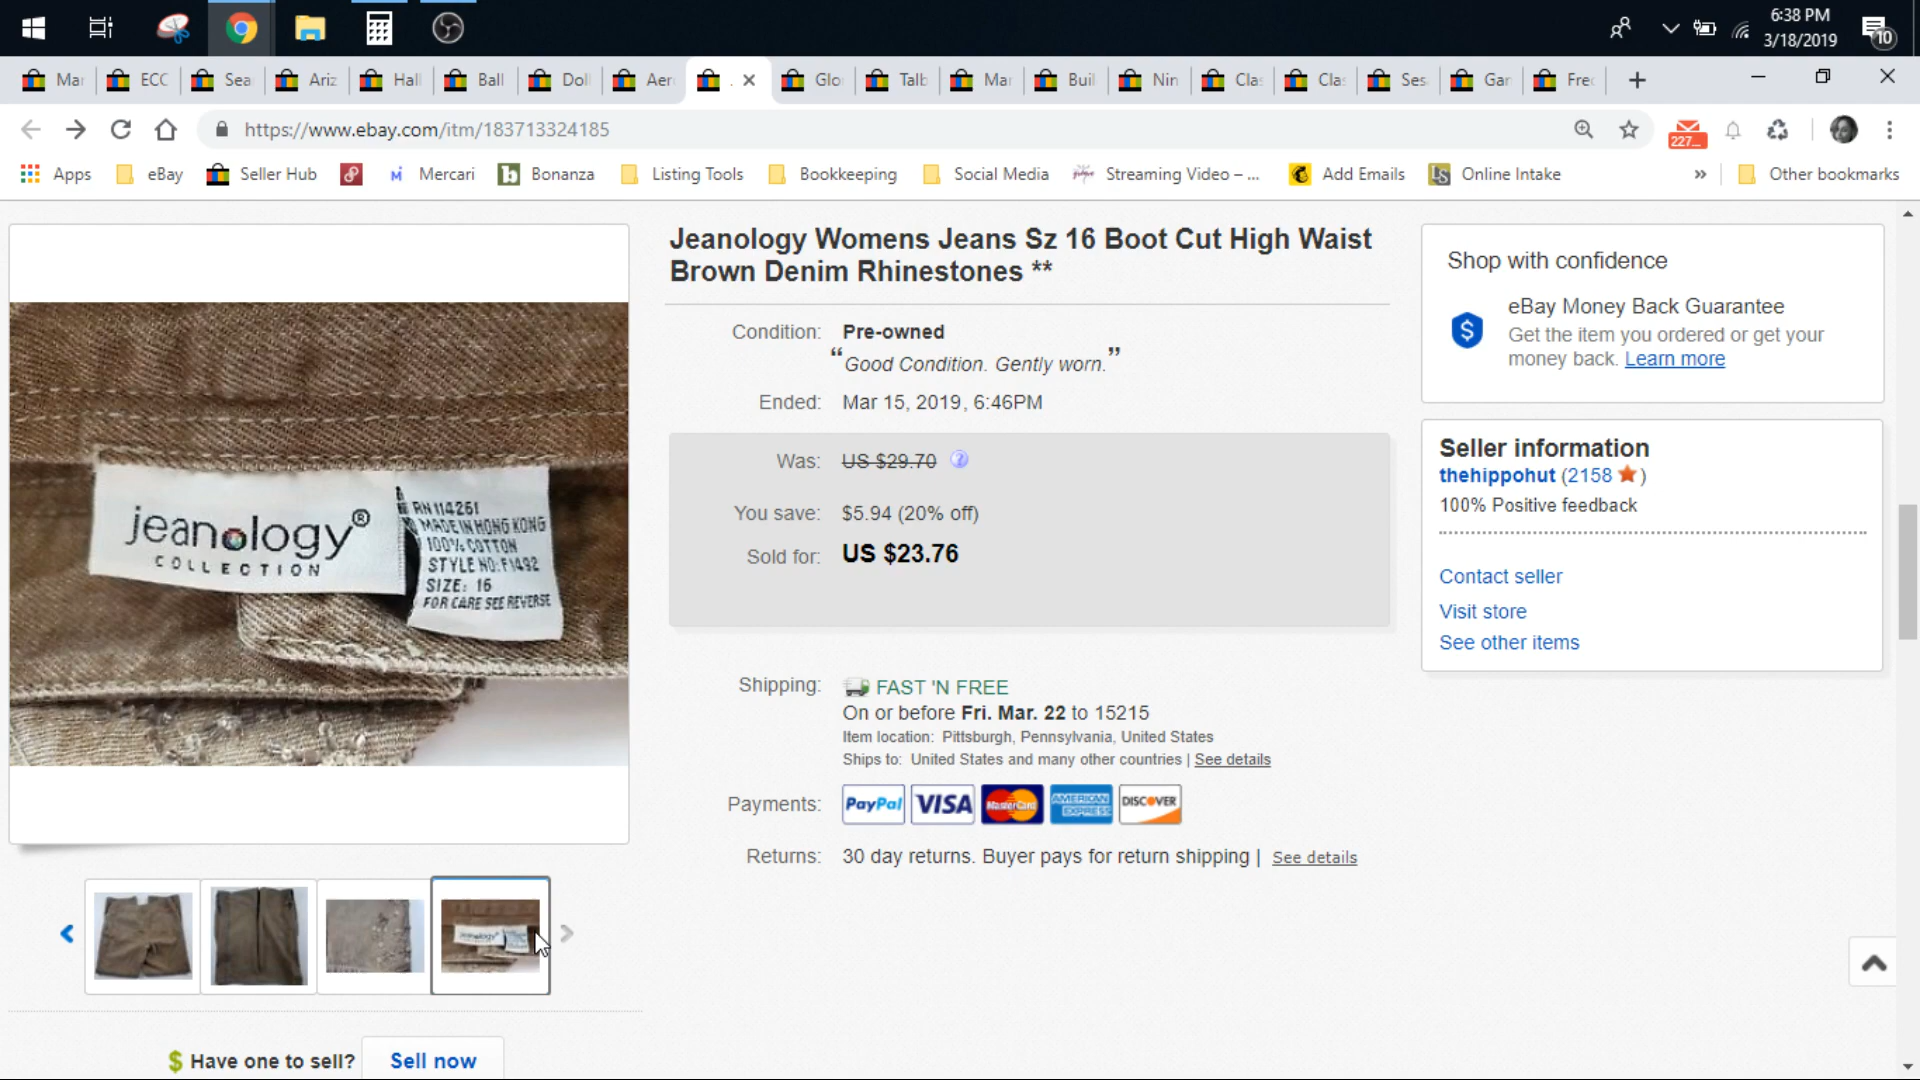 6:38 PM
3/18/2019
10
Mar
ECC
Sea
Ariz
Hall
Ball
Doll
Aer
.
Glo
Talb
Mar
Buil
Nin
Cla
Cla
Ses
Gar
Fre
https://www.ebay.com/itm/183713324185
227...
Apps
eBay
Seller Hub
Mercari
Bonanza
Listing Tools
Bookkeeping
Social Media
Streaming Video – ...
Add Emails
Online Intake
»
Other bookmarks
Jeanology Womens Jeans Sz 16 Boot Cut High Waist
Brown Denim Rhinestones **
Condition: Pre-owned
“Good Condition. Gently worn.”
Ended: Mar 15, 2019, 6:46PM
Was: US $29.70
You save: $5.94 (20% off)
Sold for: US $23.76
Shipping: FAST 'N FREE
On or before Fri. Mar. 22 to 15215
Item location: Pittsburgh, Pennsylvania, United States
Ships to: United States and many other countries | See details
Payments: PayPal VISA MasterCard AMERICAN EXPRESS DISCOVER
Returns: 30 day returns. Buyer pays for return shipping | See details
Shop with confidence
eBay Money Back Guarantee
Get the item you ordered or get your
money back. Learn more
Seller information
thehippohut (2158 ★)
100% Positive feedback
Contact seller
Visit store
See other items
jeanology®
COLLECTION
RN 114261
MADE IN HONG KONG
100% COTTON
STYLE NO: F1492
SIZE: 16
FOR CARE SEE REVERSE
$ Have one to sell? Sell now